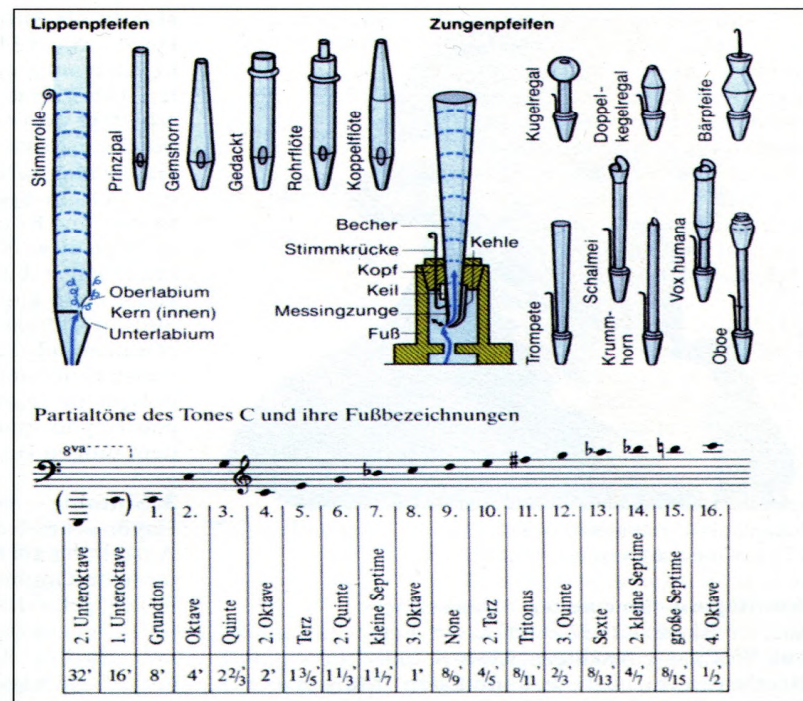 Lippenpfeifen
Zungenpfeifen
Stimmrolle
Prinzipal
Gemshorn
Gedackt
Rohrflöte
Koppelflöte
Oberlabium
Kern (innen)
Unterlabium
Becher
Stimmkrücke
Kehle
Kopf
Keil
Messingzunge
Fuß
Kugelregal
Doppel-
kegelregal
Bärpfeife
Trompete
Schalmei
Krumm-
horn
Vox humana
Oboe
Partialtöne des Tones C und ihre Fußbezeichnungen
8va
1. 2. 3. 4. 5. 6. 7. 8. 9. 10. 11. 12. 13. 14. 15. 16.
2. Unteroktave
1. Unteroktave
Grundton
Oktave
Quinte
2. Oktave
Terz
2. Quinte
kleine Septime
3. Oktave
None
2. Terz
Tritonus
3. Quinte
Sexte
2. kleine Septime
große Septime
4. Oktave
32' 16' 8' 4' 2 2/3' 2' 1 3/5' 1 1/3' 1 1/7' 1' 8/9' 4/5' 8/11' 2/3' 8/13' 4/7' 8/15' 1/2'